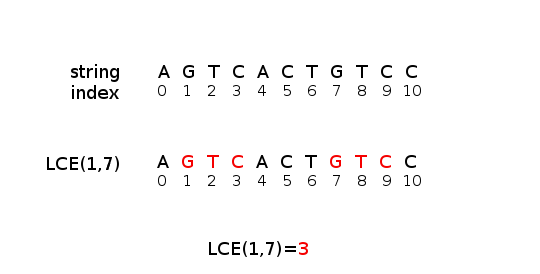 string A G T C A C T G T C C
index 0 1 2 3 4 5 6 7 8 9 10
LCE(1,7) A G T C A C T G T C C
0 1 2 3 4 5 6 7 8 9 10
LCE(1,7)=3